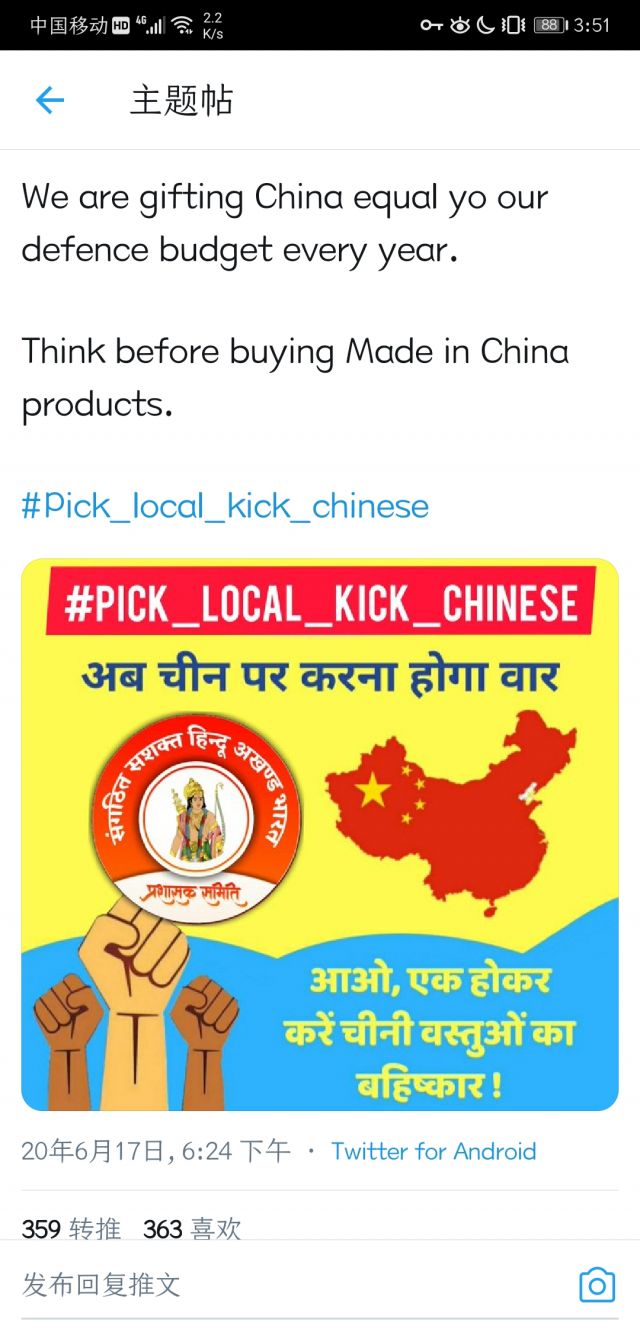 中国移动 HD 4G 2.2 K/s 88 3:51
主题帖
We are gifting China equal yo our
defence budget every year.
Think before buying Made in China
products.
#Pick_local_kick_chinese
#PICK_LOCAL_KICK_CHINESE
अब चीन पर करना होगा वार
संगठित सशक्त हिन्दू अखण्ड भारत
प्रशासक समिति
आओ, एक होकर
करें चीनी वस्तुओं का
बहिष्कार !
20年6月17日, 6:24 下午 · Twitter for Android
359 转推 363 喜欢
发布回复推文